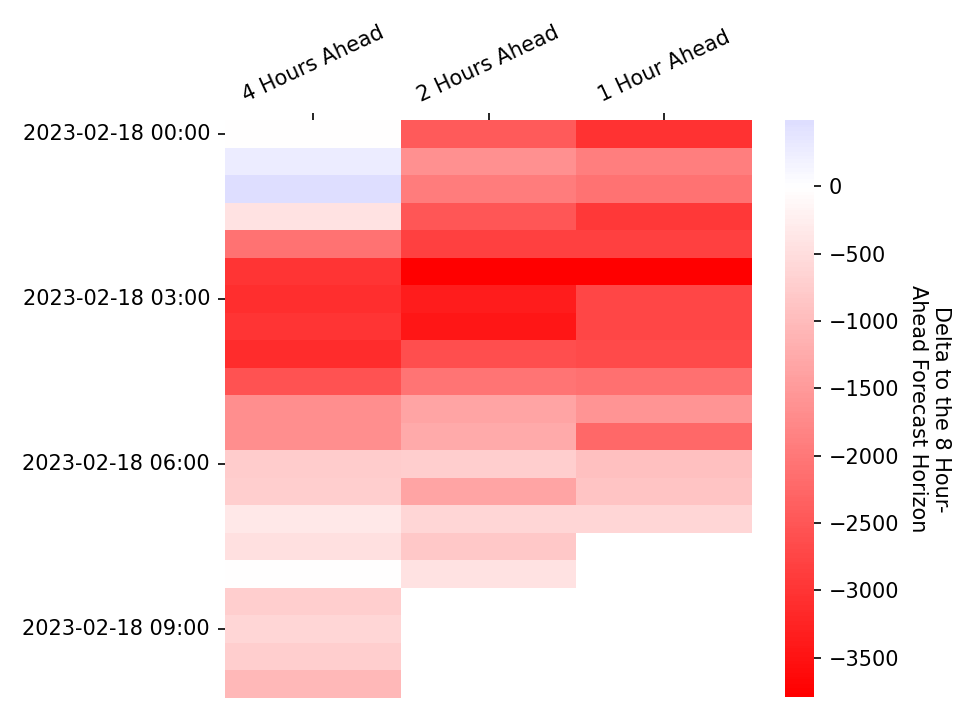 4 Hours Ahead
2 Hours Ahead
1 Hour Ahead
2023-02-18 00:00
2023-02-18 03:00
2023-02-18 06:00
2023-02-18 09:00
0
−500
−1000
−1500
−2000
−2500
−3000
−3500
Delta to the 8 Hour-
Ahead Forecast Horizon